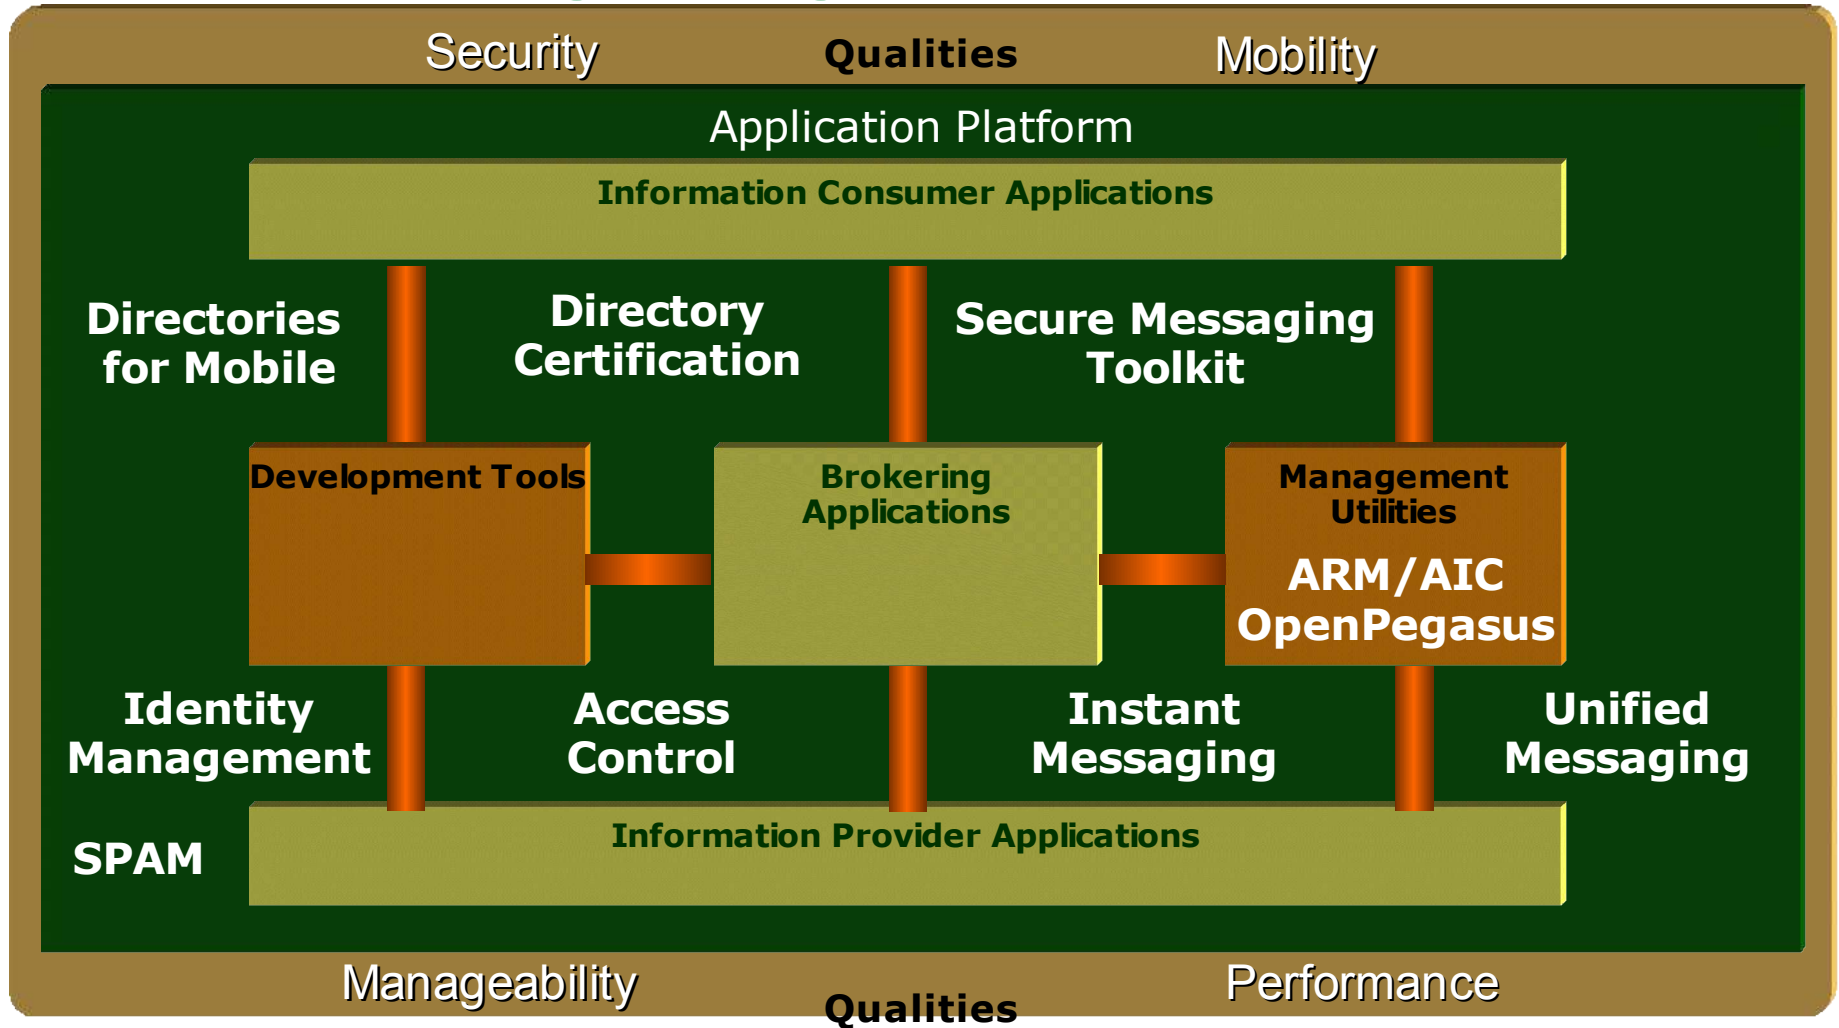 Security Qualities Mobility
Application Platform
Information Consumer Applications
Directories
for Mobile
Directory
Certification
Secure Messaging
Toolkit
Development Tools
Brokering
Applications
Management
Utilities
ARM/AIC
OpenPegasus
Identity
Management
Access
Control
Instant
Messaging
Unified
Messaging
SPAM
Information Provider Applications
Manageability
Qualities
Performance